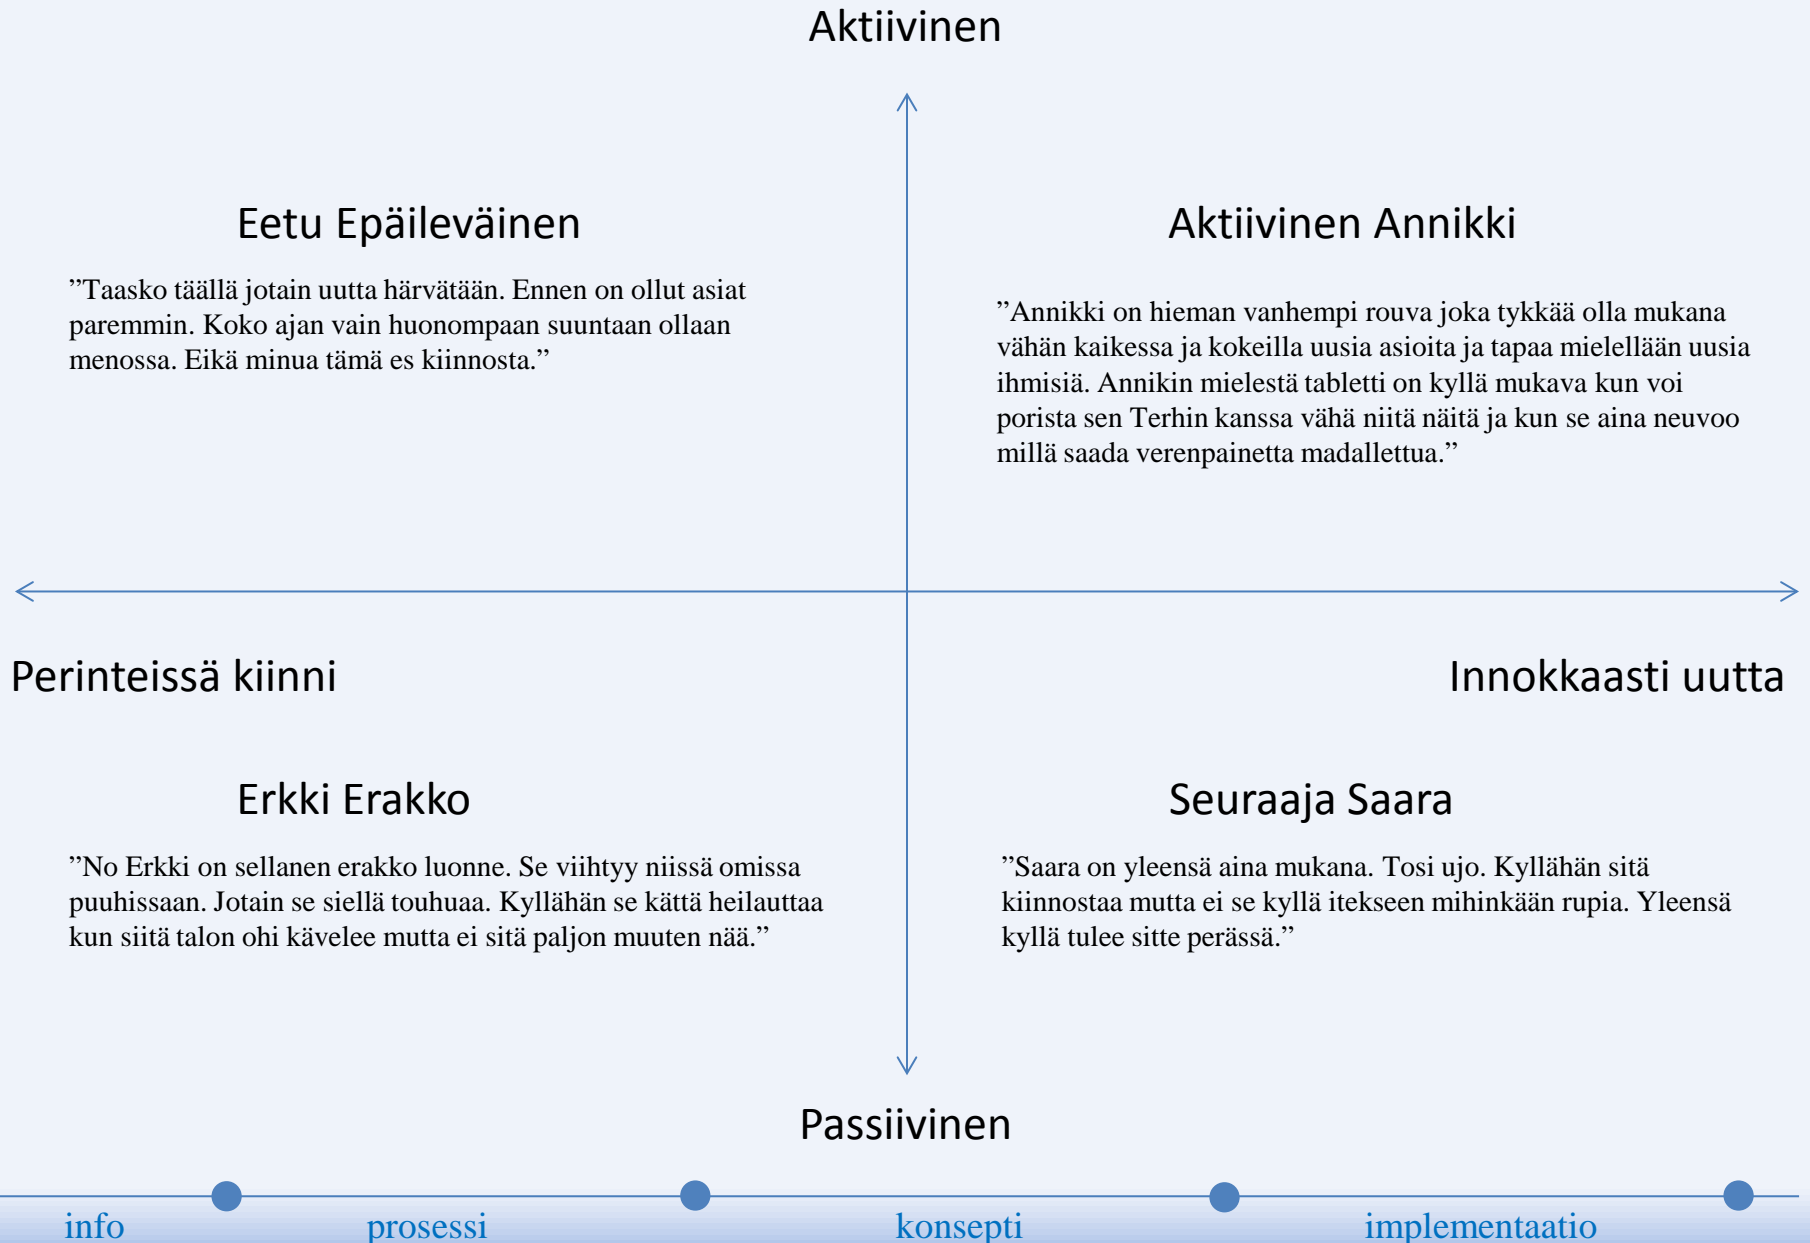 Aktiivinen
Eetu Epäileväinen
”Taasko täällä jotain uutta härvätään. Ennen on ollut asiat
paremmin. Koko ajan vain huonompaan suuntaan ollaan
menossa. Eikä minua tämä es kiinnosta.”
Aktiivinen Annikki
”Annikki on hieman vanhempi rouva joka tykkää olla mukana
vähän kaikessa ja kokeilla uusia asioita ja tapaa mielellään uusia
ihmisiä. Annikin mielestä tabletti on kyllä mukava kun voi
porista sen Terhin kanssa vähä niitä näitä ja kun se aina neuvoo
millä saada verenpainetta madallettua.”
Perinteissä kiinni
Innokkaasti uutta
Erkki Erakko
”No Erkki on sellanen erakko luonne. Se viihtyy niissä omissa
puuhissaan. Jotain se siellä touhuaa. Kyllähän se kättä heilauttaa
kun siitä talon ohi kävelee mutta ei sitä paljon muuten nää.”
Seuraaja Saara
”Saara on yleensä aina mukana. Tosi ujo. Kyllähän sitä
kiinnostaa mutta ei se kyllä itekseen mihinkään rupia. Yleensä
kyllä tulee sitte perässä.”
Passiivinen
info
prosessi
konsepti
implementaatio